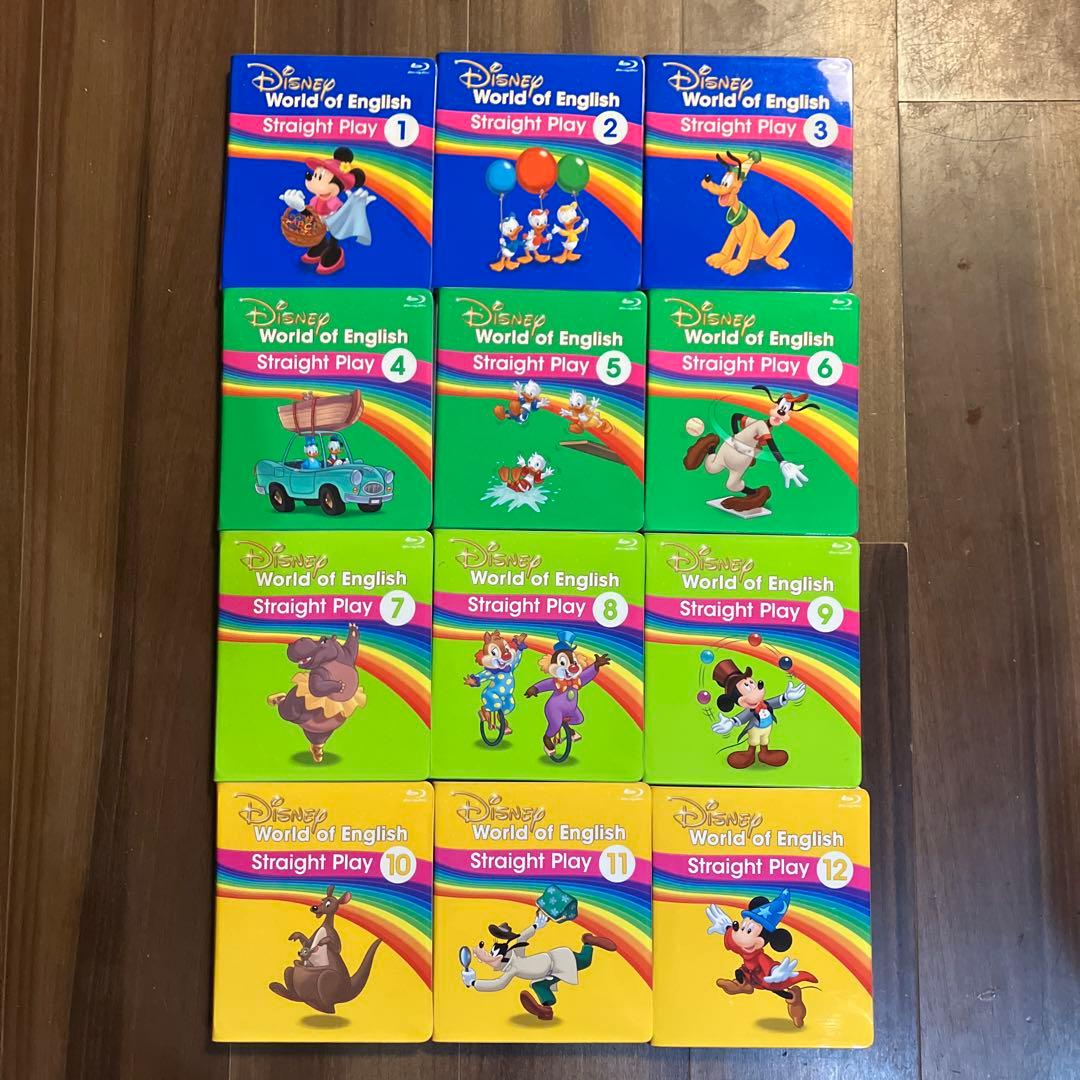 Disney
World of English
Straight Play 1
Disney
World of English
Straight Play 2
Disney
World of English
Straight Play 3
Disney
World of English
Straight Play 4
Disney
World of English
Straight Play 5
Disney
World of English
Straight Play 6
Disney
World of English
Straight Play 7
Disney
World of English
Straight Play 8
Disney
World of English
Straight Play 9
Disney
World of English
Straight Play 10
Disney
World of English
Straight Play 11
Disney
World of English
Straight Play 12